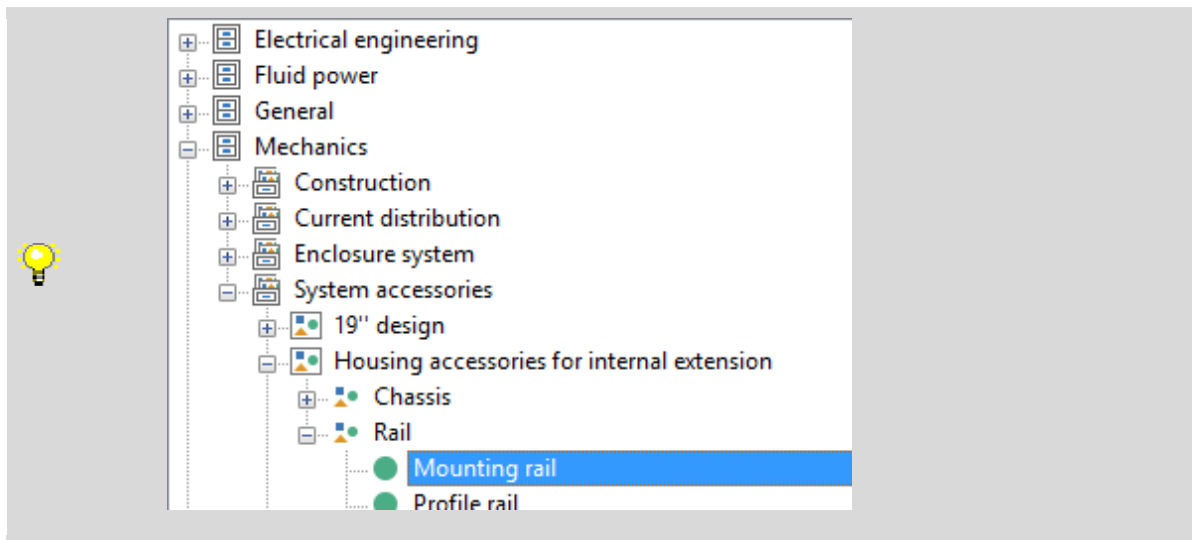 Electrical engineering
Fluid power
General
Mechanics
Construction
Current distribution
Enclosure system
System accessories
19'' design
Housing accessories for internal extension
Chassis
Rail
Mounting rail
Profile rail